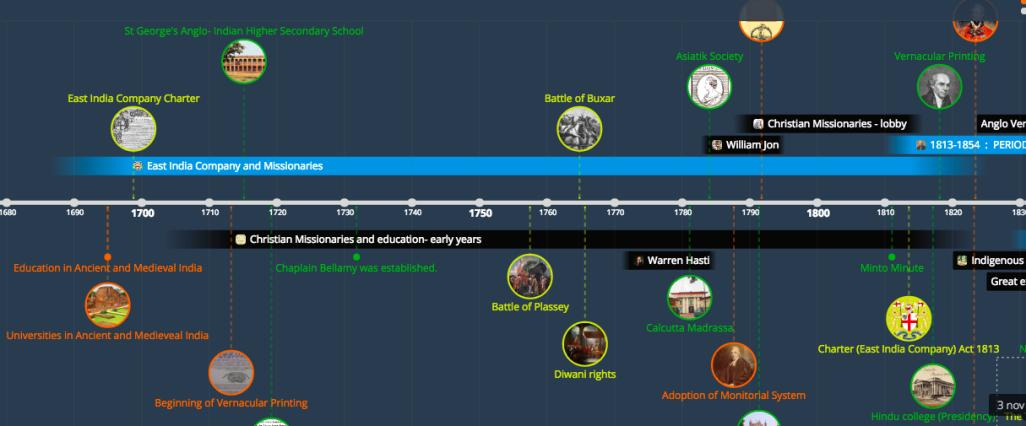 St George's Anglo- Indian Higher Secondary School
Asiatik Society
Vernacular Printing
East India Company Charter
Battle of Buxar
Christian Missionaries - lobby
Anglo Ver
William Jon
1813-1854 : PERIOD
East India Company and Missionaries
1680
1690
1700
1710
1720
1730
1740
1750
1760
1770
1780
1790
1800
1810
1820
183
Christian Missionaries and education- early years
Warren Hasti
Indigenous
Education in Ancient and Medieval India
Chaplain Bellamy was established.
Minto Minute
Great e
Battle of Plassey
Calcutta Madrassa
Universities in Ancient and Medieveal India
Charter (East India Company) Act 1813
Diwani rights
Adoption of Monitorial System
Beginning of Vernacular Printing
3 nov
Hindu college (Presidency)
The